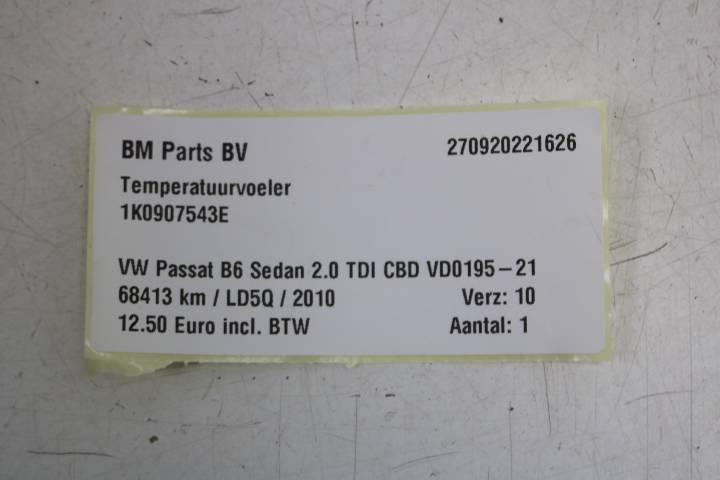 BM Parts BV 270920221626
Temperatuurvoeler
1K0907543E
VW Passat B6 Sedan 2.0 TDI CBD VD0195-21
68413 km / LD5Q / 2010 Verz: 10
12.50 Euro incl. BTW Aantal: 1